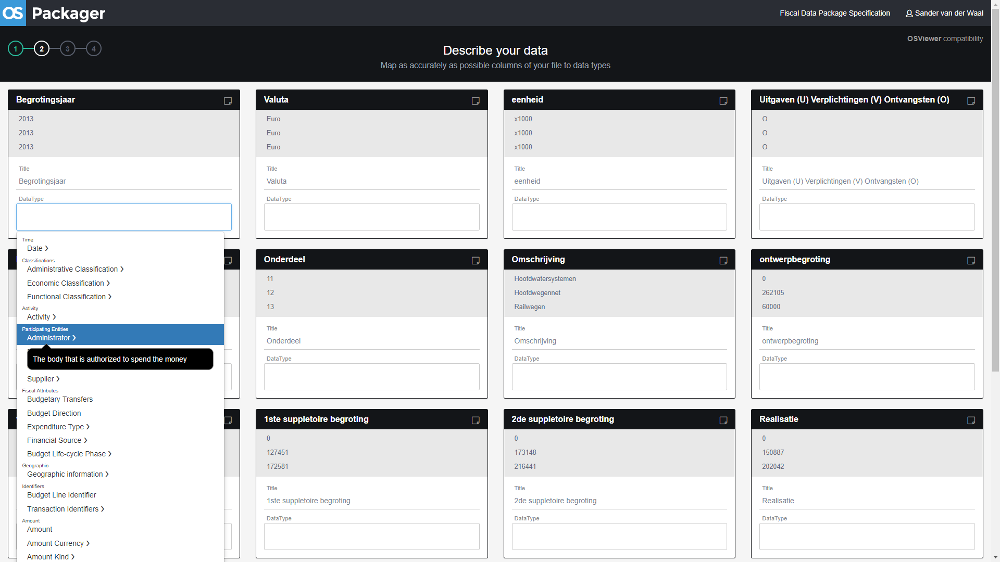 OS Packager
Fiscal Data Package Specification
Sander van der Waal
1
2
3
4
Describe your data
Map as accurately as possible columns of your file to data types
OSViewer compatibility
Begrotingsjaar
2013
2013
2013
Title
Begrotingsjaar
DataType
Valuta
Euro
Euro
Euro
Title
Valuta
DataType
eenheid
x1000
x1000
x1000
Title
eenheid
DataType
Uitgaven (U) Verplichtingen (V) Ontvangsten (O)
O
O
O
Title
Uitgaven (U) Verplichtingen (V) Ontvangsten (O)
DataType
Time
Date
Classifications
Administrative Classification
Economic Classification
Functional Classification
Activity
Activity
Participating Entities
Administrator
The body that is authorized to spend the money
Supplier
Fiscal Attributes
Budgetary Transfers
Budget Direction
Expenditure Type
Financial Source
Budget Life-cycle Phase
Geographic
Geographic information
Identifiers
Budget Line Identifier
Transaction Identifiers
Amount
Amount
Amount Currency
Amount Kind
Onderdeel
11
12
13
Title
Onderdeel
DataType
Omschrijving
Hoofdwatersystemen
Hoofdwegennet
Railwegen
Title
Omschrijving
DataType
ontwerpbegroting
0
262105
60000
Title
ontwerpbegroting
DataType
1ste suppletoire begroting
0
127451
172581
Title
1ste suppletoire begroting
DataType
2de suppletoire begroting
0
173148
216441
Title
2de suppletoire begroting
DataType
Realisatie
0
150887
202042
Title
Realisatie
DataType